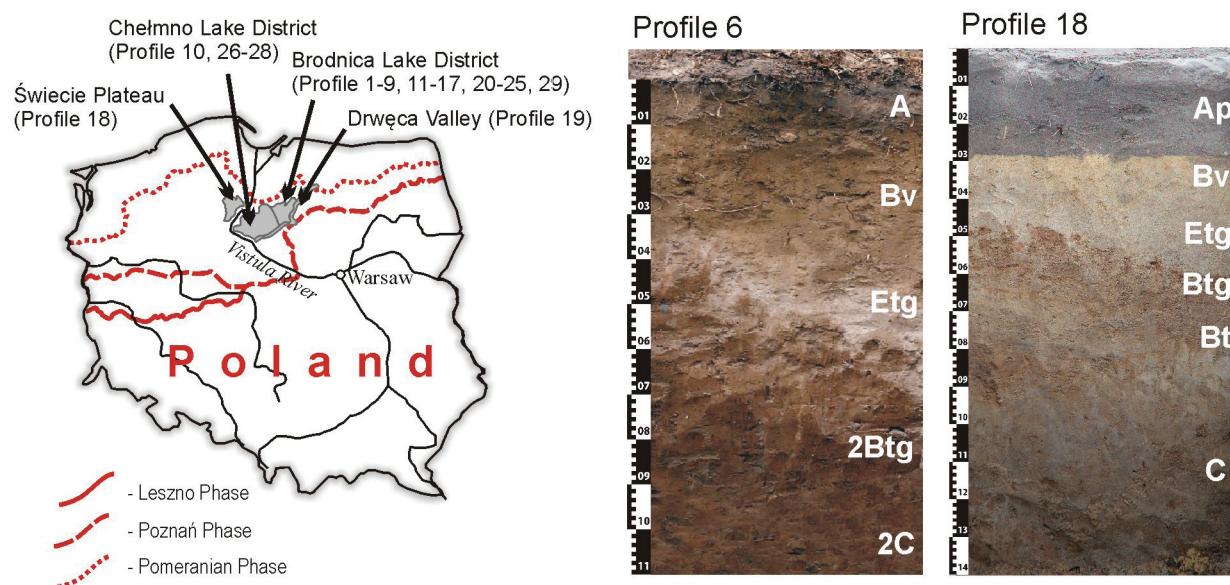 Chełmno Lake District
(Profile 10, 26-28)
Brodnica Lake District
(Profile 1-9, 11-17, 20-25, 29)
Świecie Plateau
(Profile 18)
Drwęca Valley (Profile 19)
Vistula River
Warsaw
Poland
- Leszno Phase
- Poznań Phase
- Pomeranian Phase
Profile 6
A
Bv
Etg
2Btg
2C
01
02
03
04
05
06
07
08
09
10
11
Profile 18
Ap
Bv
Etg
Btg
Bt
C
01
02
03
04
05
06
07
08
09
10
11
12
13
14